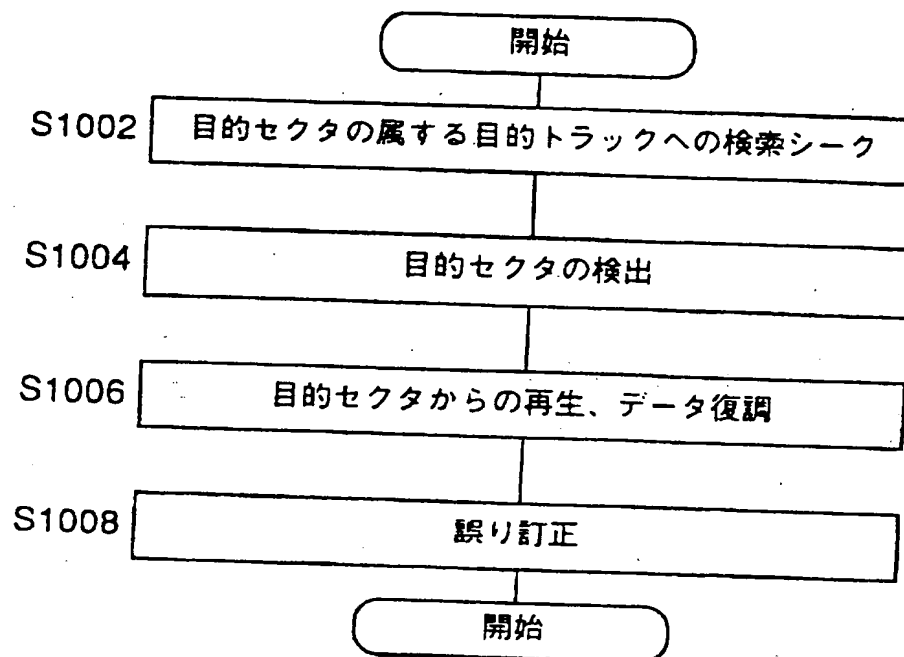 開始
S1002 目的セクタの属する目的トラックへの検索シーク
S1004 目的セクタの検出
S1006 目的セクタからの再生、データ復調
S1008 誤り訂正
開始